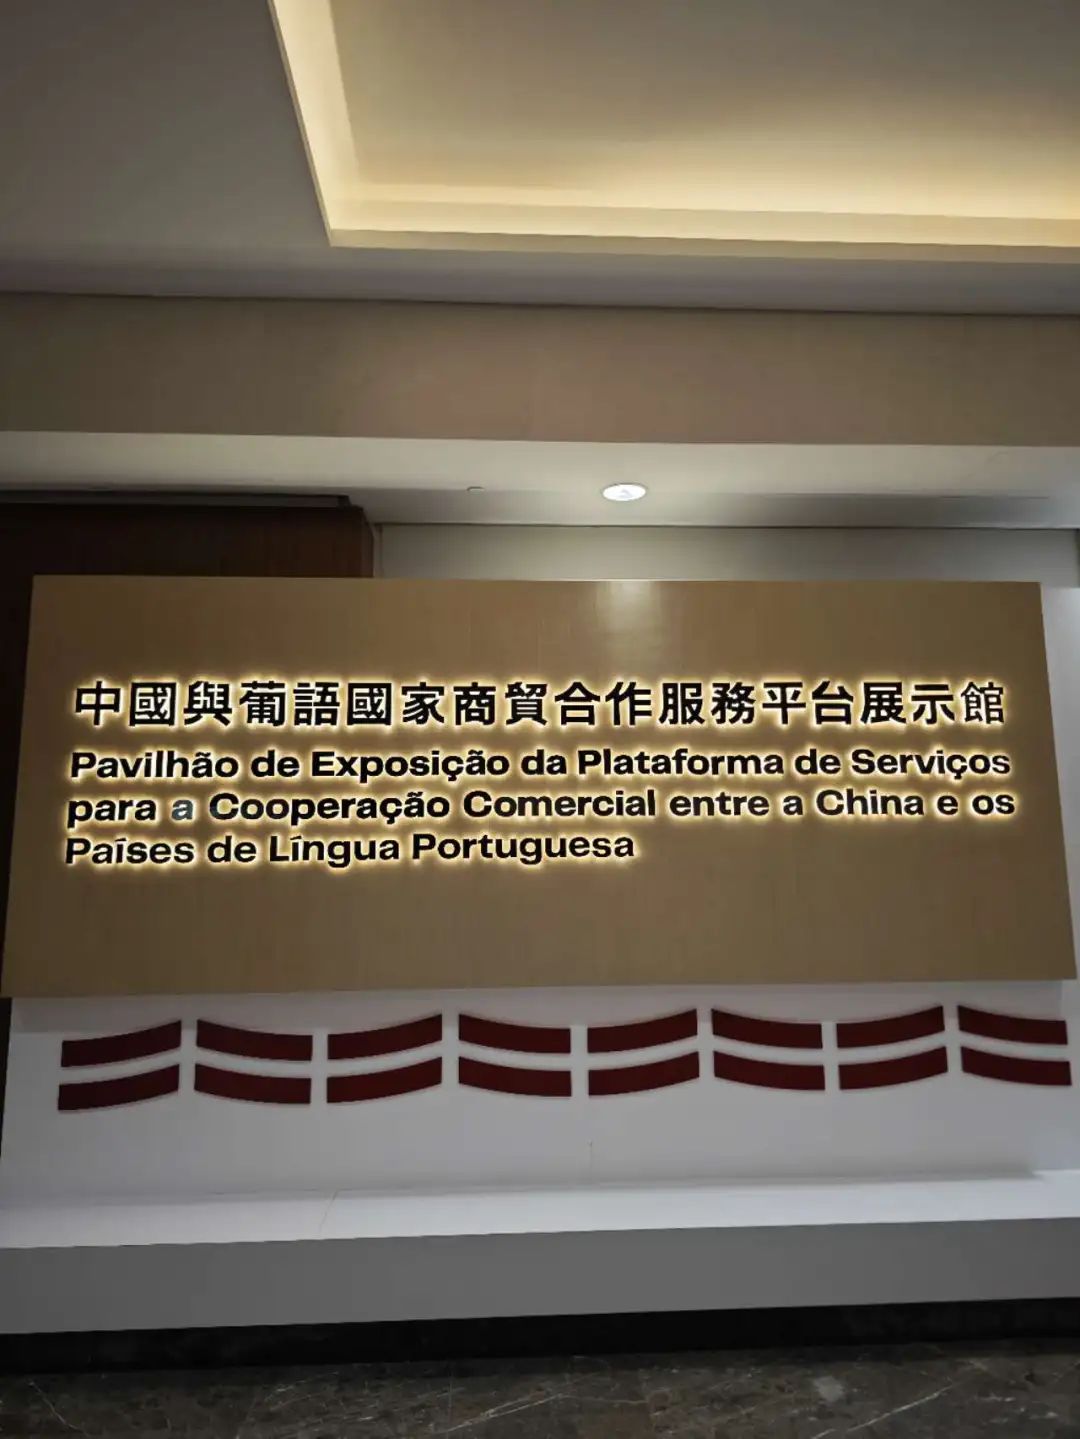 中國與葡語國家商貿合作服務平台展示館
Pavilhão de Exposição da Plataforma de Serviços
para a Cooperação Comercial entre a China e os
Países de Língua Portuguesa